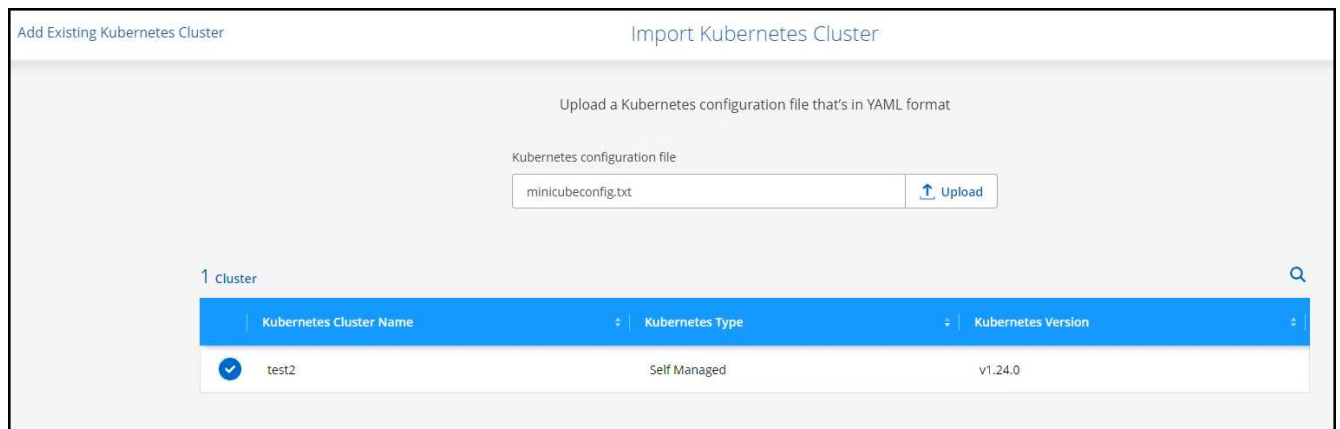 Add Existing Kubernetes Cluster
Import Kubernetes Cluster
Upload a Kubernetes configuration file that's in YAML format
Kubernetes configuration file
minicubeconfig.txt
Upload
1 Cluster
Kubernetes Cluster Name Kubernetes Type Kubernetes Version
test2 Self Managed v1.24.0